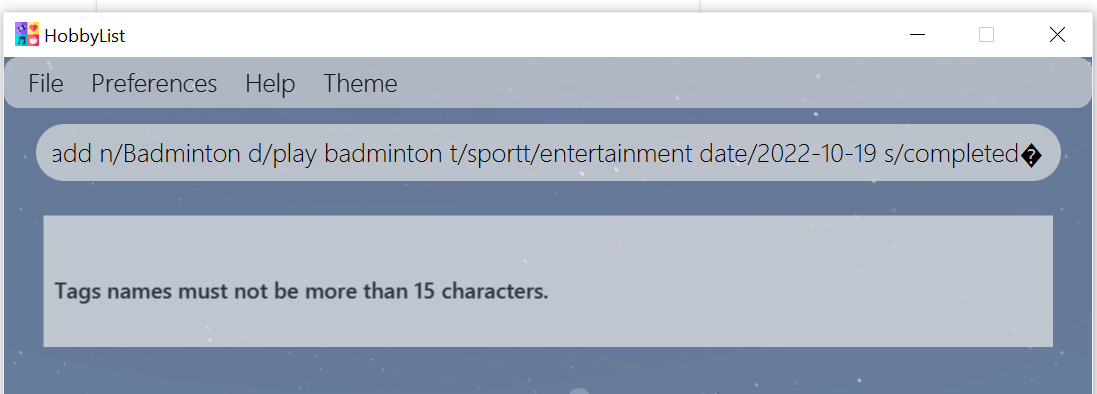 HobbyList
File Preferences Help Theme
add n/Badminton d/play badminton t/sportt/entertainment date/2022-10-19 s/completed�
Tags names must not be more than 15 characters.